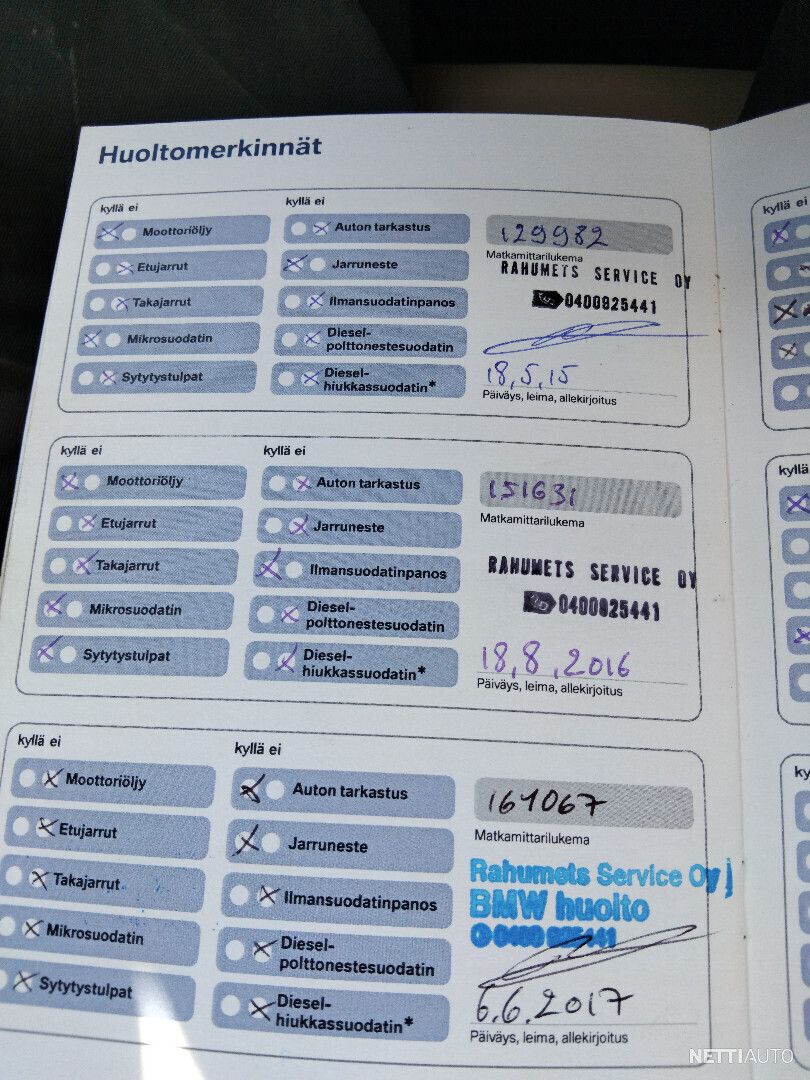 Huoltomerkinnät
kyllä ei
Moottoriöljy
Etujarrut
Takajarrut
Mikrosuodatin
Sytytystulpat
kyllä ei
Auton tarkastus
Jarruneste
Ilmansuodatinpanos
Diesel-
polttonestesuodatin
Diesel-
hiukkassuodatin*
129982
Matkamittarilukema
RAHUMETS SERVICE OY
0400825441
18,5,15
Päiväys, leima, allekirjoitus
kyllä ei
Moottoriöljy
Etujarrut
Takajarrut
Mikrosuodatin
Sytytystulpat
kyllä ei
Auton tarkastus
Jarruneste
Ilmansuodatinpanos
Diesel-
polttonestesuodatin
Diesel-
hiukkassuodatin*
151631
Matkamittarilukema
RAHUMETS SERVICE OY
0400825441
18,8,2016
Päiväys, leima, allekirjoitus
kyllä ei
Moottoriöljy
Etujarrut
Takajarrut
Mikrosuodatin
Sytytystulpat
kyllä ei
Auton tarkastus
Jarruneste
Ilmansuodatinpanos
Diesel-
polttonestesuodatin
Diesel-
hiukkassuodatin*
161067
Matkamittarilukema
Rahumets Service Oy
BMW huolto
6.6.2017
Päiväys, leima, allekirjoitus
kyllä ei
kyllä
ky
NETTIAUTO